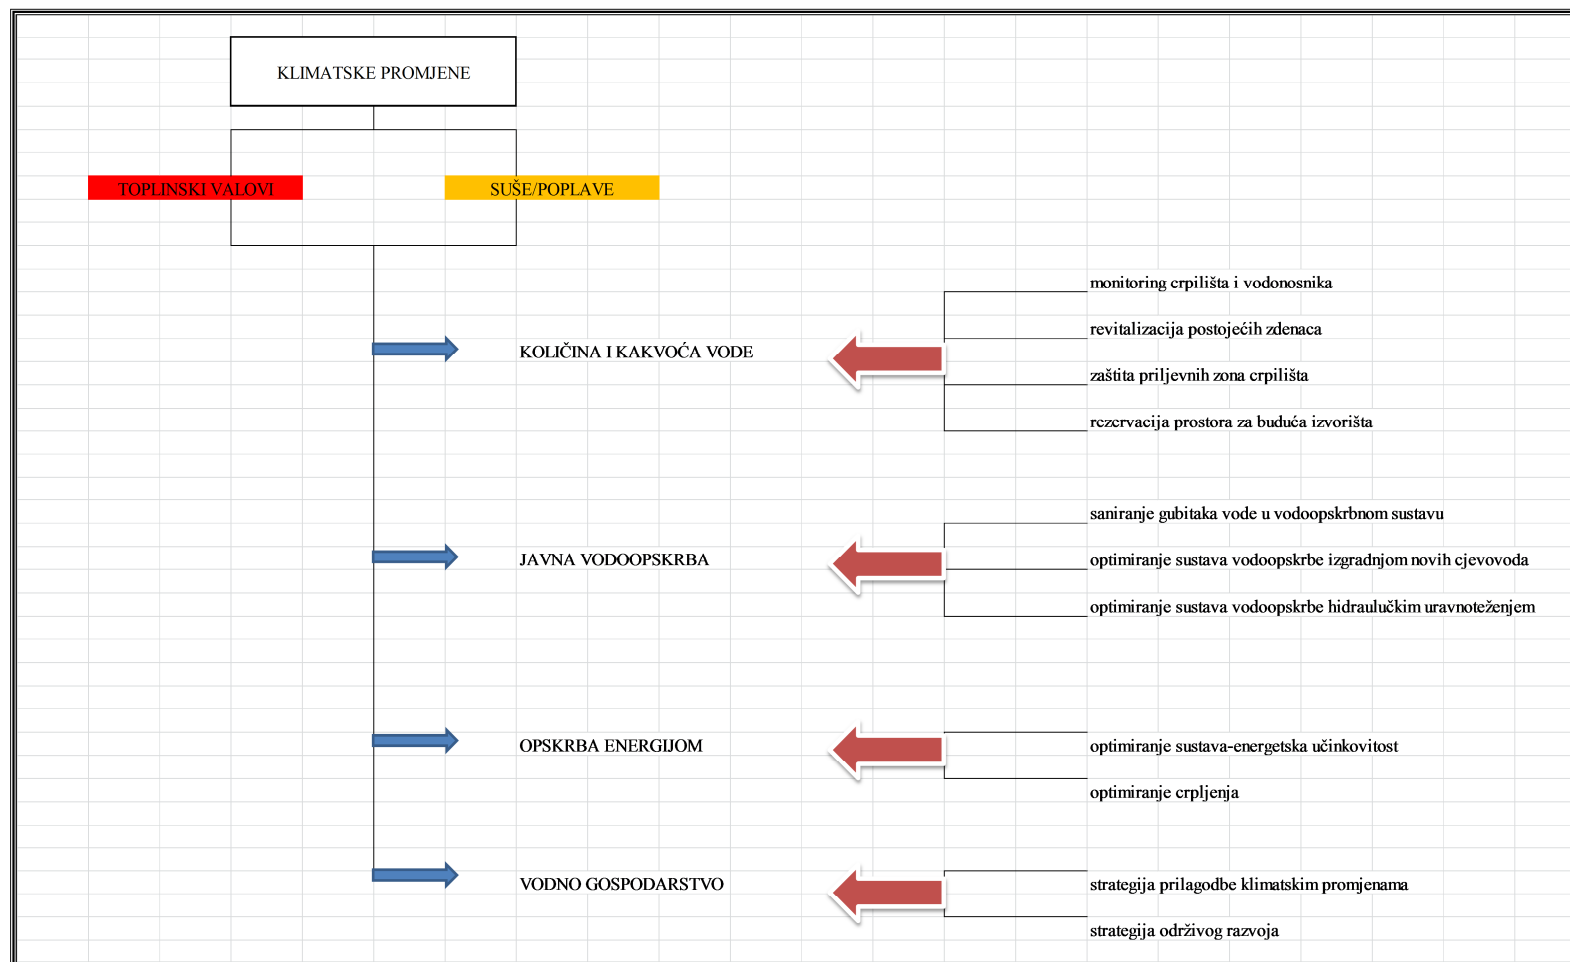 KLIMATSKE PROMJENE
TOPLINSKI VALOVI
SUŠE/POPLAVE
monitoring crpilišta i vodonosnika
revitalizacija postojećih zdenaca
KOLIČINA I KAKVOĆA VODE
zaštita priljevnih zona crpilišta
rezervacija prostora za buduća izvorišta
saniranje gubitaka vode u vodoopskrbnom sustavu
JAVNA VODOOPSKRBA
optimiranje sustava vodoopskrbe izgradnjom novih cjevovoda
optimiranje sustava vodoopskrbe hidraulučkim uravnoteženjem
OPSKRBA ENERGIJOM
optimiranje sustava-energetska učinkovitost
optimiranje crpljenja
VODNO GOSPODARSTVO
strategija prilagodbe klimatskim promjenama
strategija održivog razvoja